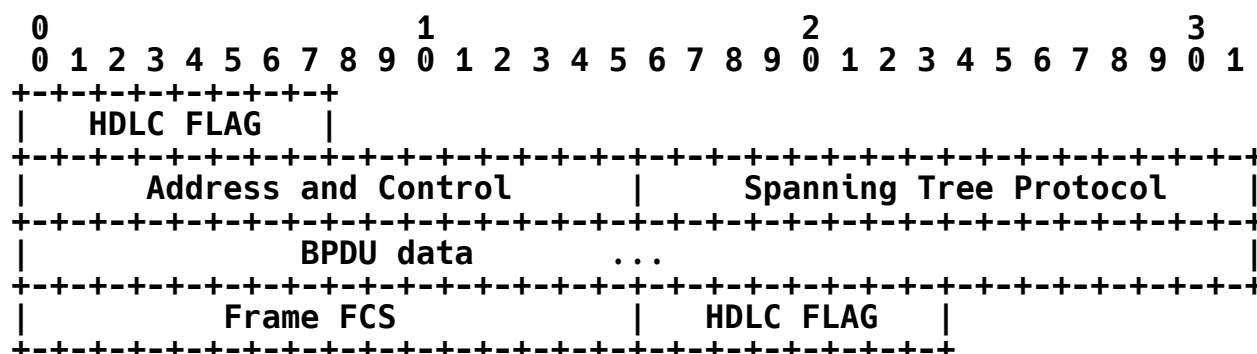 0                   1                   2                   3
 0 1 2 3 4 5 6 7 8 9 0 1 2 3 4 5 6 7 8 9 0 1 2 3 4 5 6 7 8 9 0 1
+-+-+-+-+-+-+-+-+
|   HDLC FLAG   |
+-+-+-+-+-+-+-+-+-+-+-+-+-+-+-+-+-+-+-+-+-+-+-+-+-+-+-+-+-+-+-+-+
|      Address and Control      |     Spanning Tree Protocol    |
+-+-+-+-+-+-+-+-+-+-+-+-+-+-+-+-+-+-+-+-+-+-+-+-+-+-+-+-+-+-+-+-+
|              BPDU data       ...                              |
+-+-+-+-+-+-+-+-+-+-+-+-+-+-+-+-+-+-+-+-+-+-+-+-+-+-+-+-+-+-+-+-+
|          Frame FCS            |   HDLC FLAG   |
+-+-+-+-+-+-+-+-+-+-+-+-+-+-+-+-+-+-+-+-+-+-+-+-+